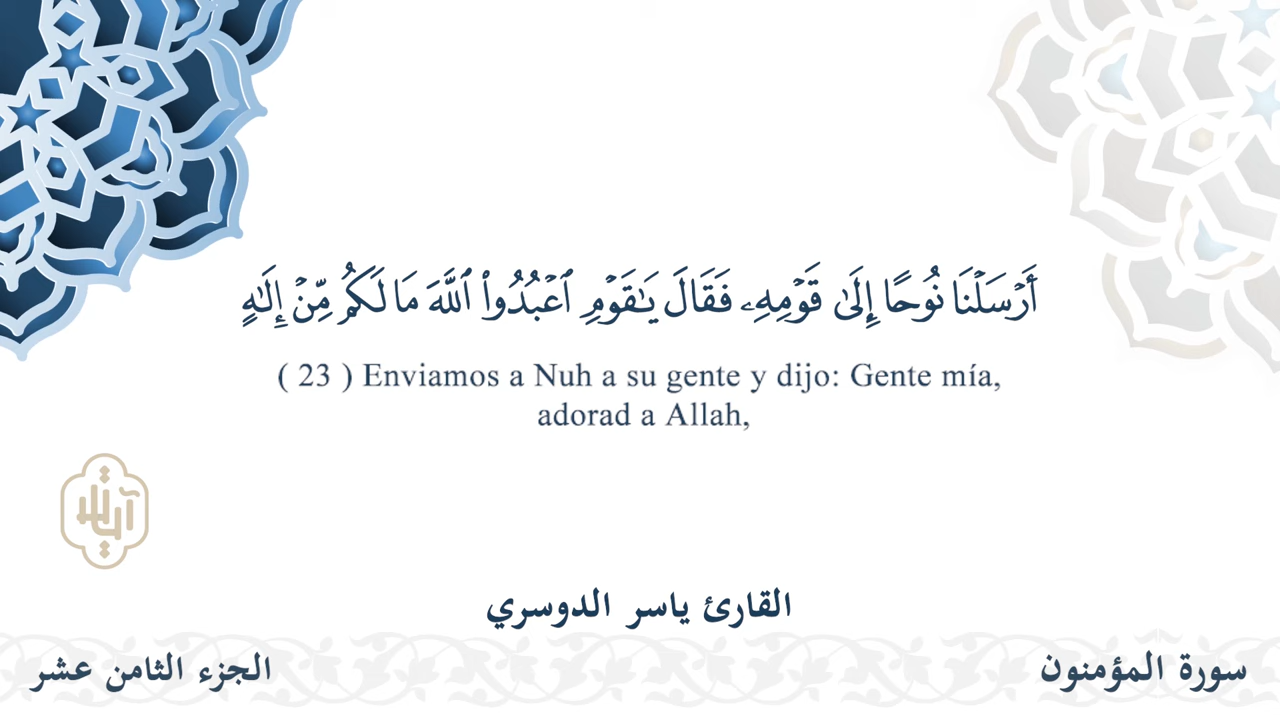 أَرْسَلْنَا نُوحًا إِلَىٰ قَوْمِهِۦ فَقَالَ يَـٰقَوْمِ ٱعْبُدُوا۟ ٱللَّهَ مَا لَكُم مِّنْ إِلَـٰهٍ
( 23 ) Enviamos a Nuh a su gente y dijo: Gente mía,
adorad a Allah,
القارئ ياسر الدوسري
سورة المؤمنون
الجزء الثامن عشر